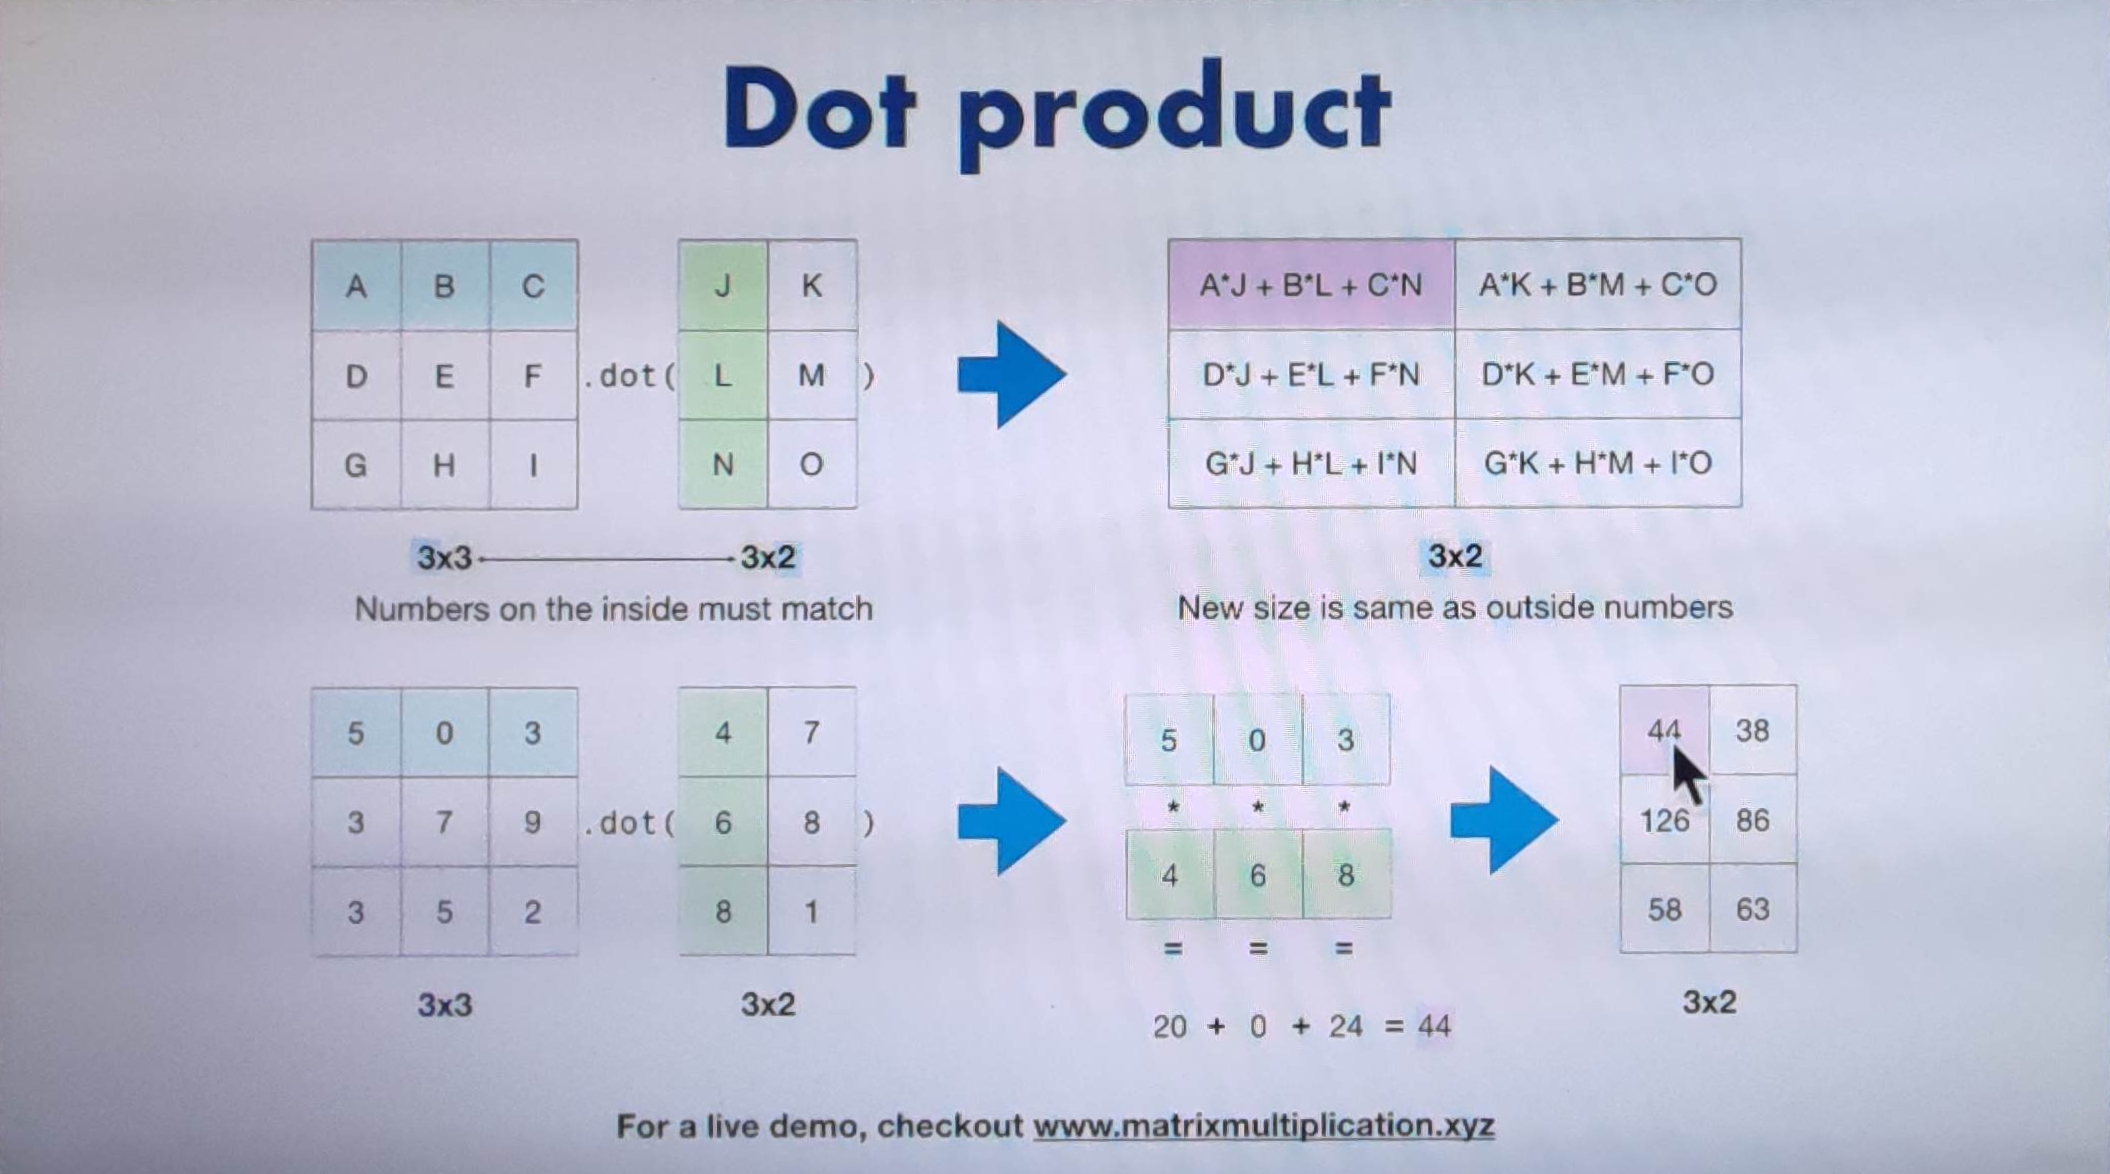 Dot product
A B C
D E F
G H I
.dot(
J K
L M
N O
)
A*J + B*L + C*N A*K + B*M + C*O
D*J + E*L + F*N D*K + E*M + F*O
G*J + H*L + I*N G*K + H*M + I*O
3x3 3x2
Numbers on the inside must match
3x2
New size is same as outside numbers
5 0 3
3 7 9
3 5 2
.dot(
4 7
6 8
8 1
)
3x3 3x2
5 0 3
* * *
4 6 8
= = =
20 + 0 + 24 = 44
44 38
126 86
58 63
3x2
For a live demo, checkout www.matrixmultiplication.xyz